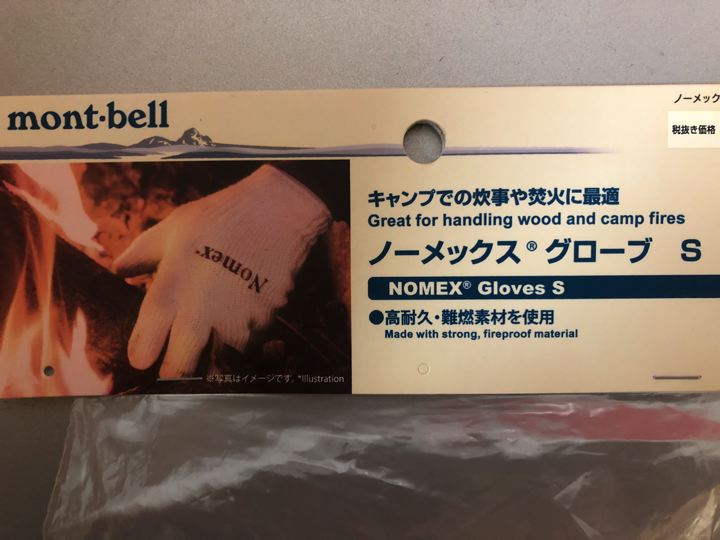 mont·bell
ノーメック
税抜き価格
Nomex®
※写真はイメージです。*Illustration
キャンプでの炊事や焚火に最適
Great for handling wood and camp fires
ノーメックス® グローブ S
NOMEX® Gloves S
●高耐久・難燃素材を使用
Made with strong, fireproof material